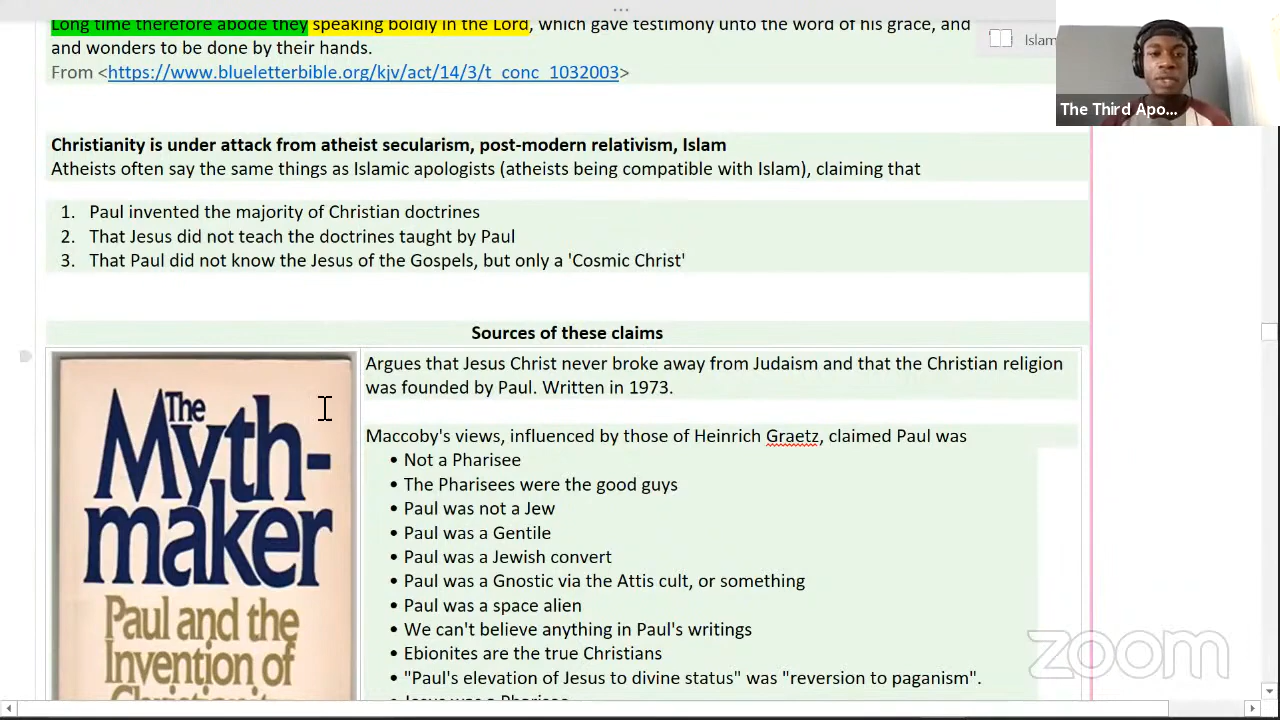 Long time therefore abode they speaking boldly in the Lord, which gave testimony unto the word of his grace, and
and wonders to be done by their hands.
From <https://www.blueletterbible.org/kjv/act/14/3/t_conc_1032003>
Islam
The Third Apo...
Christianity is under attack from atheist secularism, post-modern relativism, Islam
Atheists often say the same things as Islamic apologists (atheists being compatible with Islam), claiming that
1. Paul invented the majority of Christian doctrines
2. That Jesus did not teach the doctrines taught by Paul
3. That Paul did not know the Jesus of the Gospels, but only a 'Cosmic Christ'
Sources of these claims
The
Myth-
maker
Paul and the
Invention of
Christianity
Argues that Jesus Christ never broke away from Judaism and that the Christian religion
was founded by Paul. Written in 1973.
Maccoby's views, influenced by those of Heinrich Graetz, claimed Paul was
• Not a Pharisee
• The Pharisees were the good guys
• Paul was not a Jew
• Paul was a Gentile
• Paul was a Jewish convert
• Paul was a Gnostic via the Attis cult, or something
• Paul was a space alien
• We can't believe anything in Paul's writings
• Ebionites are the true Christians
• "Paul's elevation of Jesus to divine status" was "reversion to paganism".
• Jesus was a Pharisee
zoom